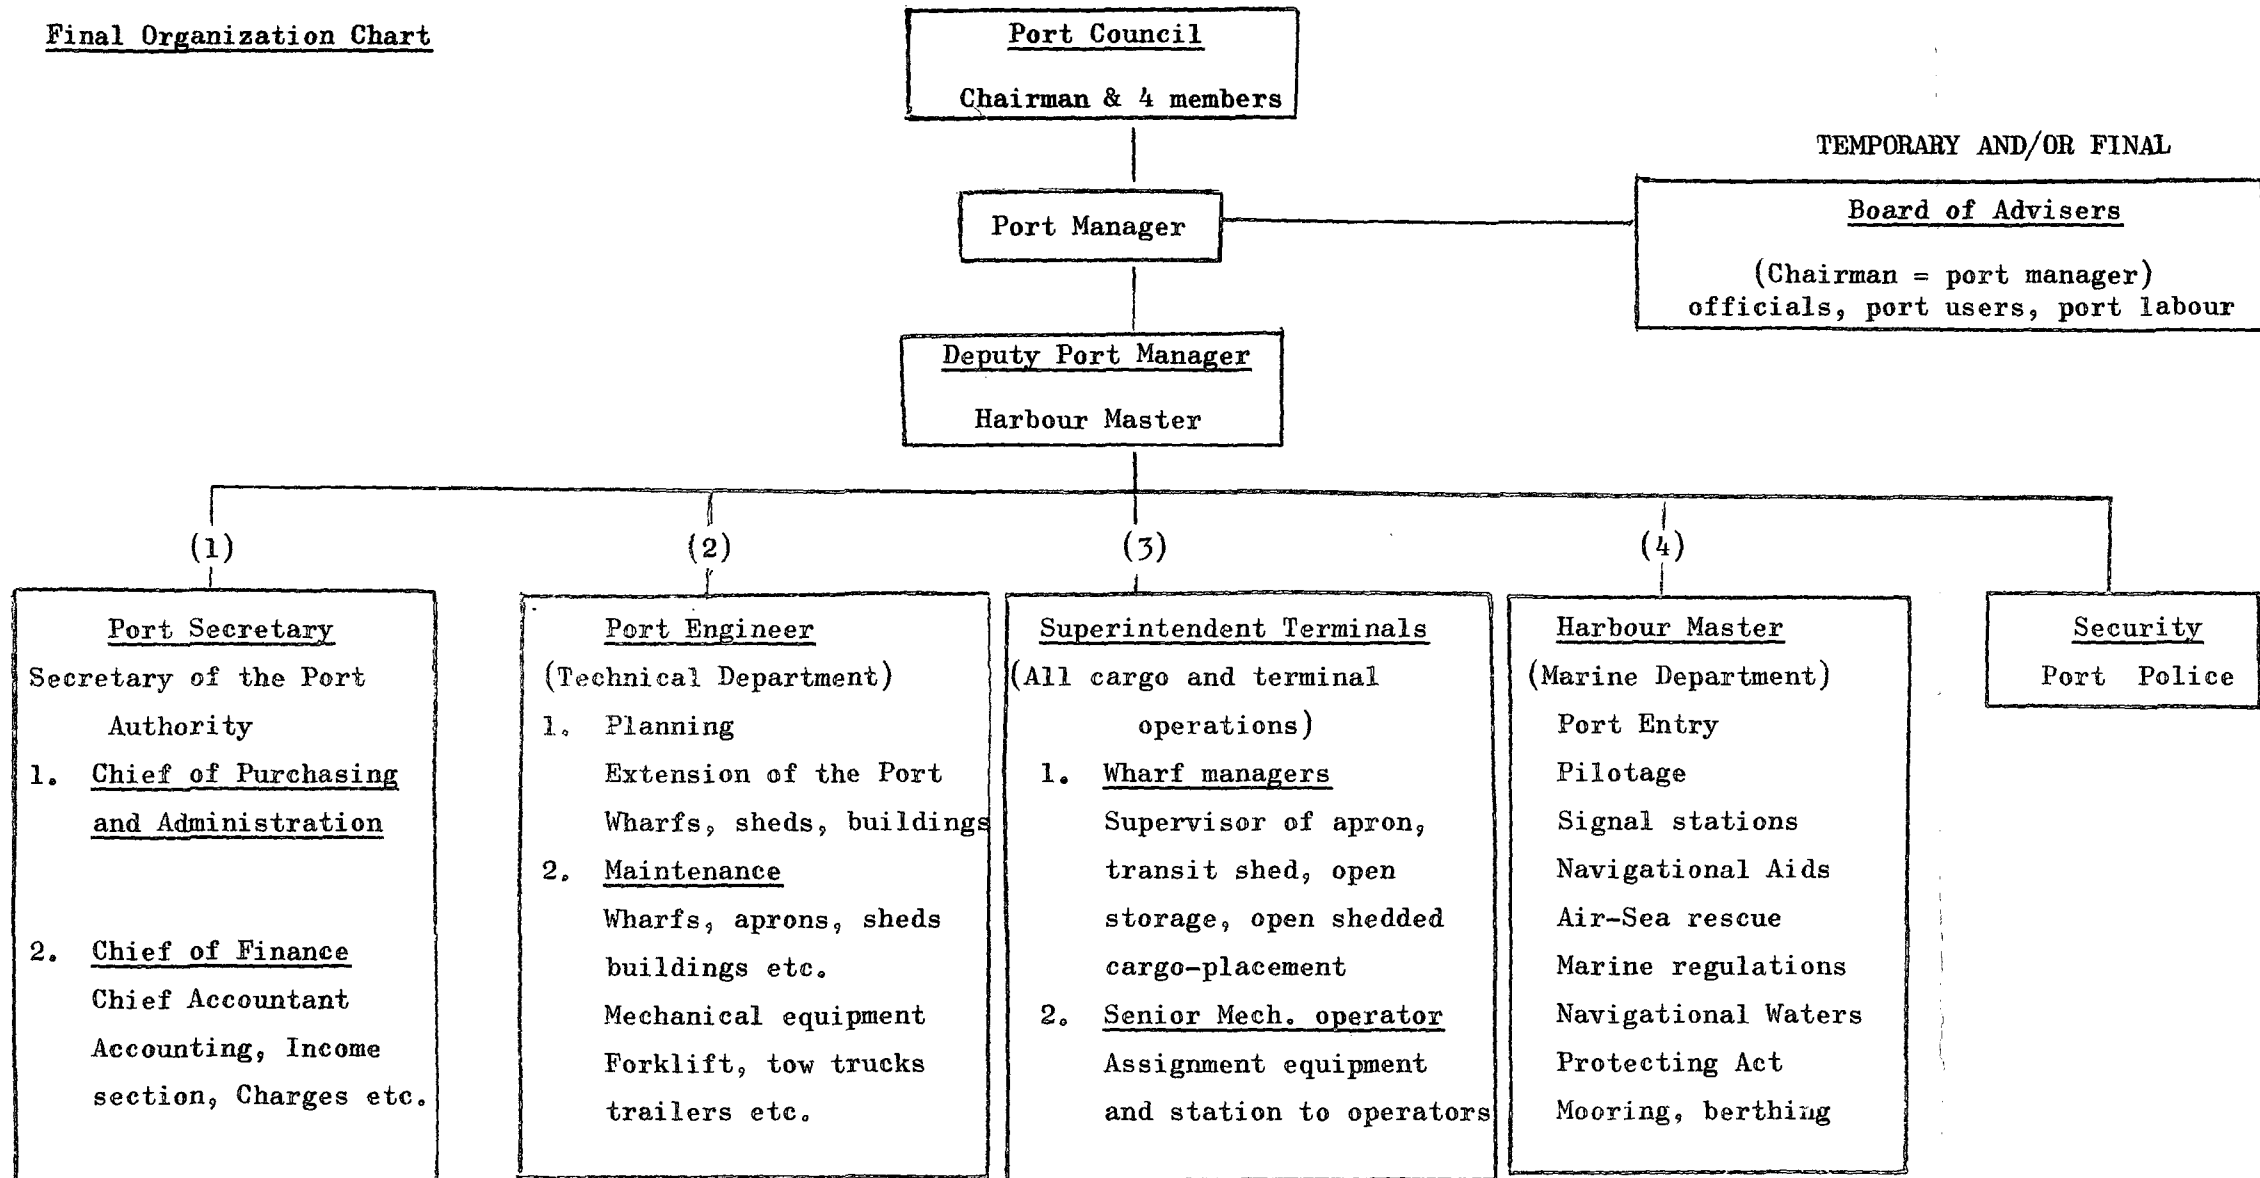 Final Organization Chart
Port Council
Chairman & 4 members
TEMPORARY AND/OR FINAL
Port Manager
Board of Advisers
(Chairman = port manager)
officials, port users, port labour
Deputy Port Manager
Harbour Master
(1)
(2)
(3)
(4)
Port Secretary
Secretary of the Port
Authority
1. Chief of Purchasing
and Administration
2. Chief of Finance
Chief Accountant
Accounting, Income
section, Charges etc.
Port Engineer
(Technical Department)
1. Planning
Extension of the Port
Wharfs, sheds, buildings
2. Maintenance
Wharfs, aprons, sheds
buildings etc.
Mechanical equipment
Forklift, tow trucks
trailers etc.
Superintendent Terminals
(All cargo and terminal
operations)
1. Wharf managers
Supervisor of apron,
transit shed, open
storage, open shedded
cargo-placement
2. Senior Mech. operator
Assignment equipment
and station to operators
Harbour Master
(Marine Department)
Port Entry
Pilotage
Signal stations
Navigational Aids
Air-Sea rescue
Marine regulations
Navigational Waters
Protecting Act
Mooring, berthing
Security
Port Police